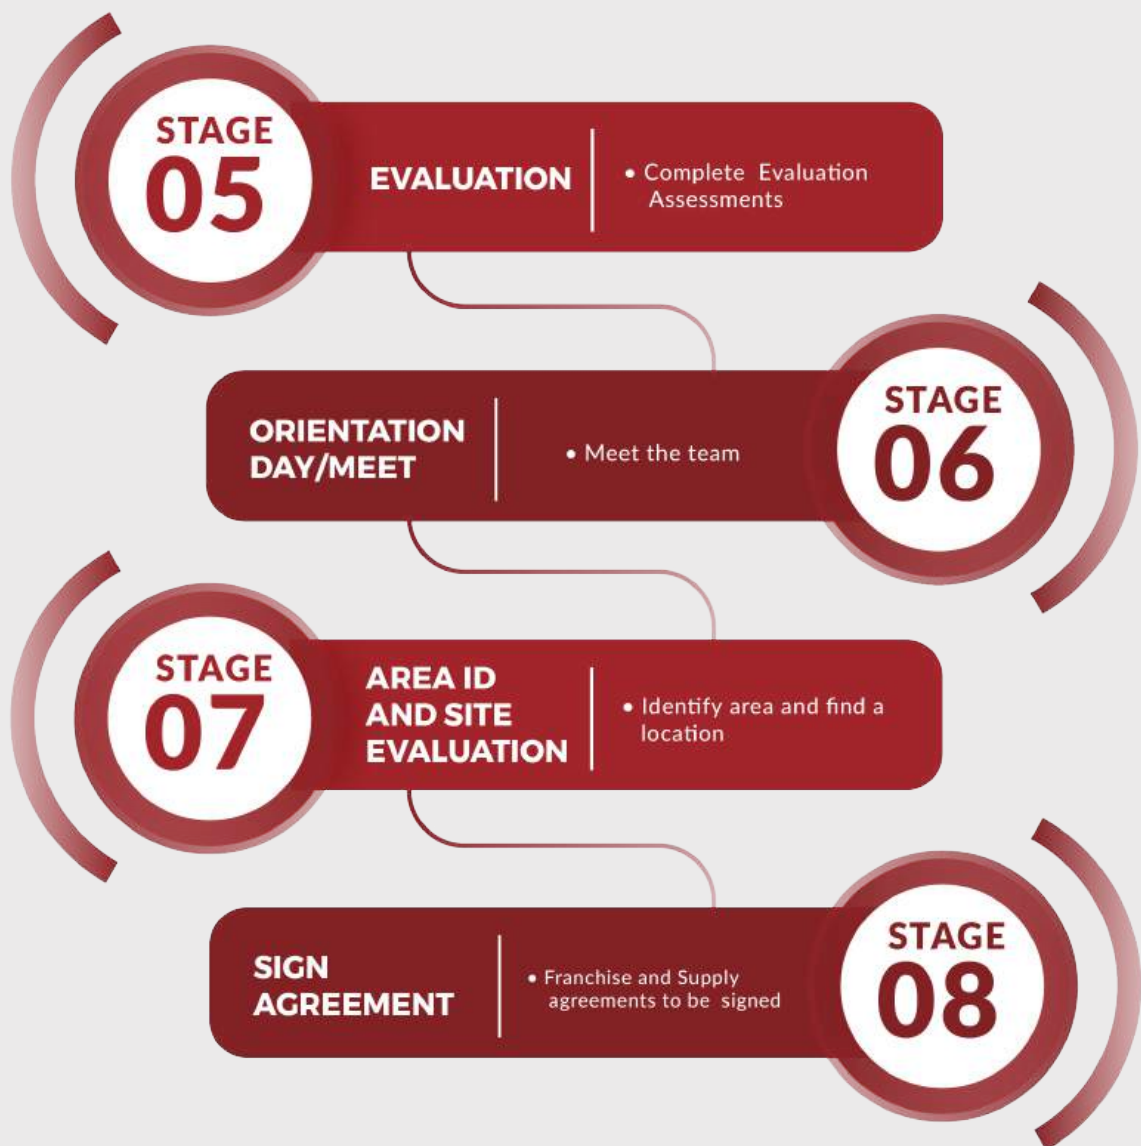 STAGE
05
EVALUATION
• Complete Evaluation
Assessments
ORIENTATION
DAY/MEET
• Meet the team
STAGE
06
STAGE
07
AREA ID
AND SITE
EVALUATION
• Identify area and find a
location
SIGN
AGREEMENT
• Franchise and Supply
agreements to be signed
STAGE
08